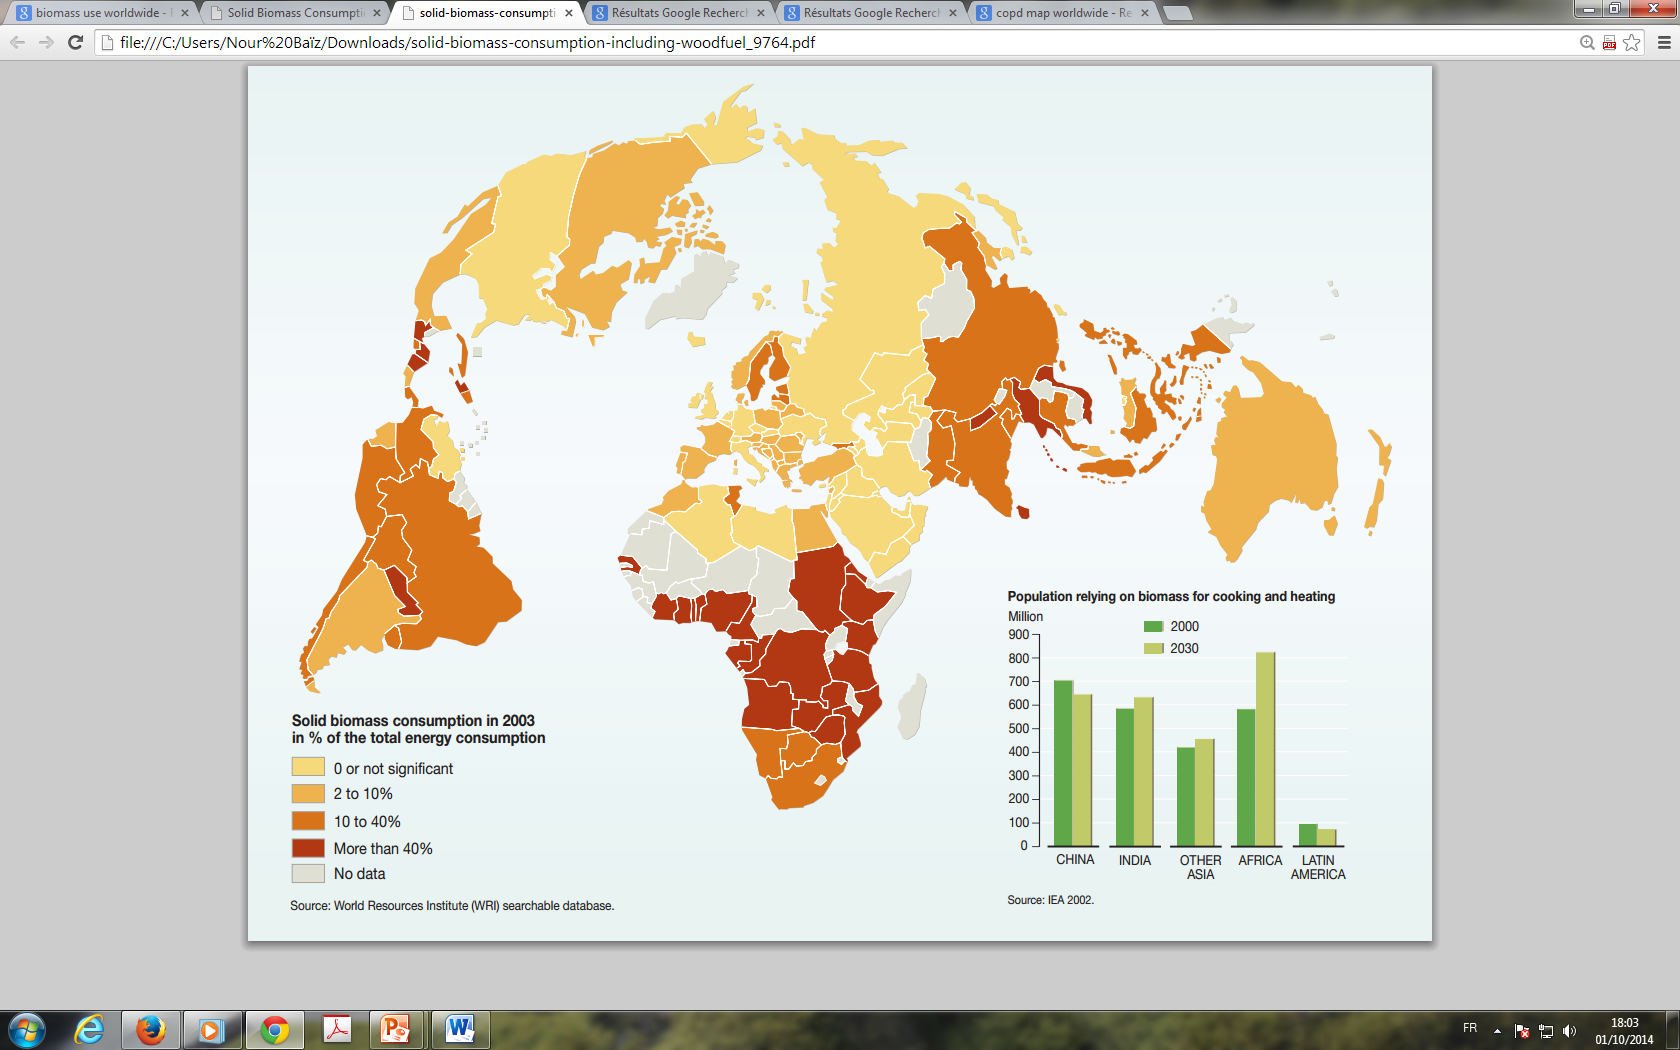 biomass use worldwide -
Solid Biomass Consumpti
solid-biomass-consumpti
Résultats Google Recherch
Résultats Google Recherch
copd map worldwide - Re
file:///C:/Users/Nour%20Baïz/Downloads/solid-biomass-consumption-including-woodfuel_9764.pdf
Solid biomass consumption in 2003
in % of the total energy consumption
0 or not significant
2 to 10%
10 to 40%
More than 40%
No data
Source: World Resources Institute (WRI) searchable database.
Population relying on biomass for cooking and heating
Million
2000
2030
900
800
700
600
500
400
300
200
100
0
CHINA
INDIA
OTHER
ASIA
AFRICA
LATIN
AMERICA
Source: IEA 2002.
FR
18:03
01/10/2014